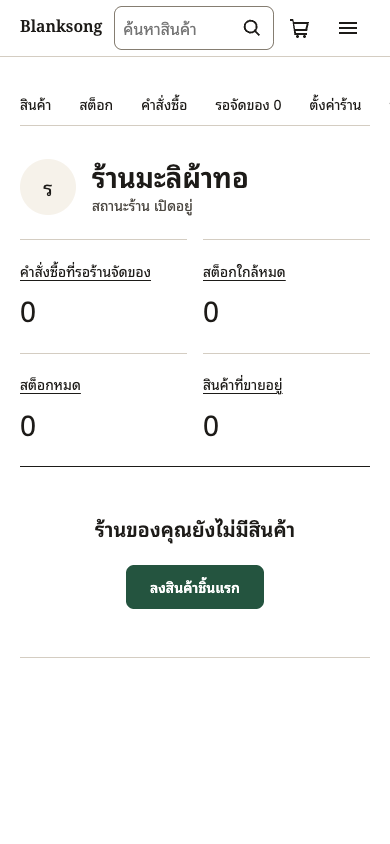 Blanksong
ค้นหาสินค้า
สินค้า สต็อก คำสั่งซื้อ รอจัดของ 0 ตั้งค่าร้าน
ร
ร้านมะลิผ้าทอ
สถานะร้าน เปิดอยู่
คำสั่งซื้อที่รอร้านจัดของ
0
สต็อกใกล้หมด
0
สต็อกหมด
0
สินค้าที่ขายอยู่
0
ร้านของคุณยังไม่มีสินค้า
ลงสินค้าชิ้นแรก